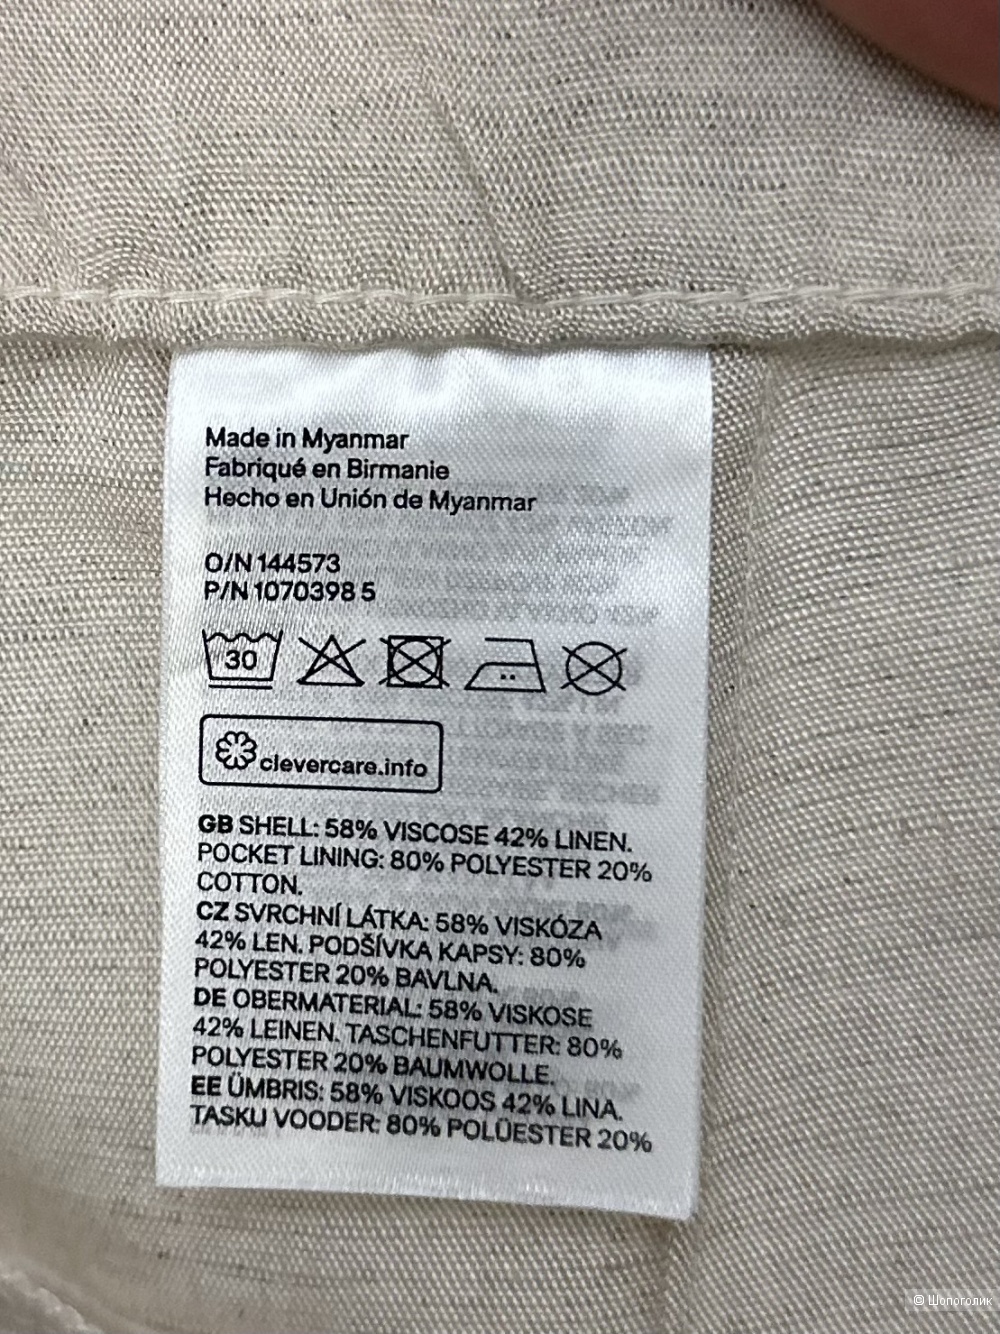 Made in Myanmar
Fabriqué en Birmanie
Hecho en Unión de Myanmar
O/N 144573
P/N 1070398 5
30
clevercare.info
GB SHELL: 58% VISCOSE 42% LINEN.
POCKET LINING: 80% POLYESTER 20%
COTTON.
CZ SVRCHNÍ LÁTKA: 58% VISKÓZA
42% LEN. PODŠÍVKA KAPSY: 80%
POLYESTER 20% BAVLNA.
DE OBERMATERIAL: 58% VISKOSE
42% LEINEN. TASCHENFUTTER: 80%
POLYESTER 20% BAUMWOLLE.
EE ÜMBRIS: 58% VISKOOS 42% LINA.
TASKU VOODER: 80% POLÜESTER 20%
© Шопоголик